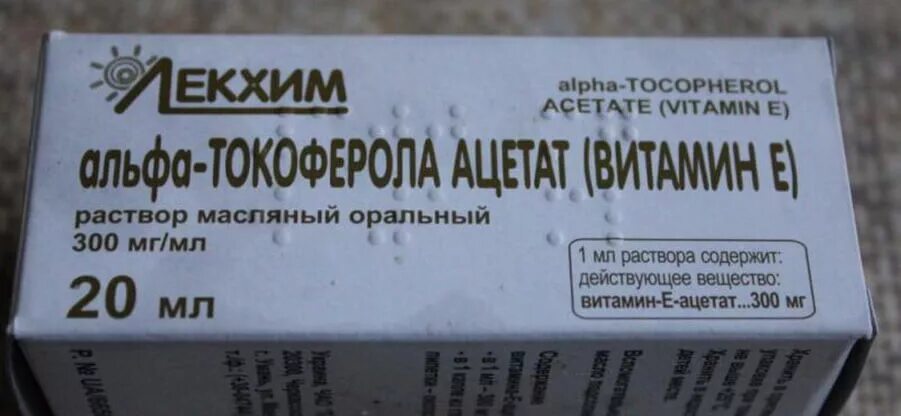 ЛЕКХИМ
alpha-TOCOPHEROL
ACETATE (VITAMIN E)
альфа-ТОКОФЕРОЛА АЦЕТАТ (ВИТАМИН Е)
раствор масляный оральный
300 мг/мл
20 мл
1 мл раствора содержит:
действующее вещество:
витамин-Е-ацетат...300 мг